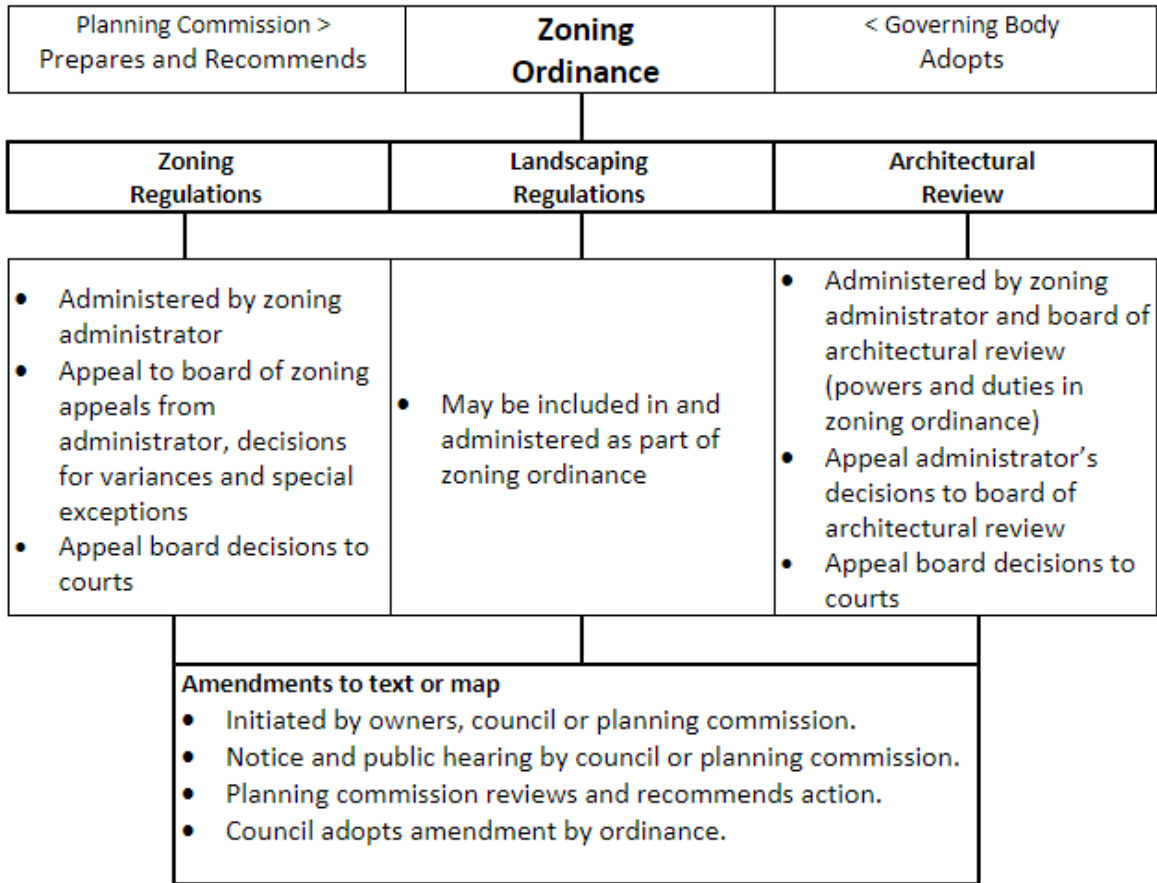 Planning Commission >
Prepares and Recommends
Zoning
Ordinance
< Governing Body
Adopts
Zoning
Regulations
Landscaping
Regulations
Architectural
Review
• Administered by zoning
administrator
• Appeal to board of zoning
appeals from
administrator, decisions
for variances and special
exceptions
• Appeal board decisions to
courts
• May be included in and
administered as part of
zoning ordinance
• Administered by zoning
administrator and board of
architectural review
(powers and duties in
zoning ordinance)
• Appeal administrator’s
decisions to board of
architectural review
• Appeal board decisions to
courts
Amendments to text or map
• Initiated by owners, council or planning commission.
• Notice and public hearing by council or planning commission.
• Planning commission reviews and recommends action.
• Council adopts amendment by ordinance.